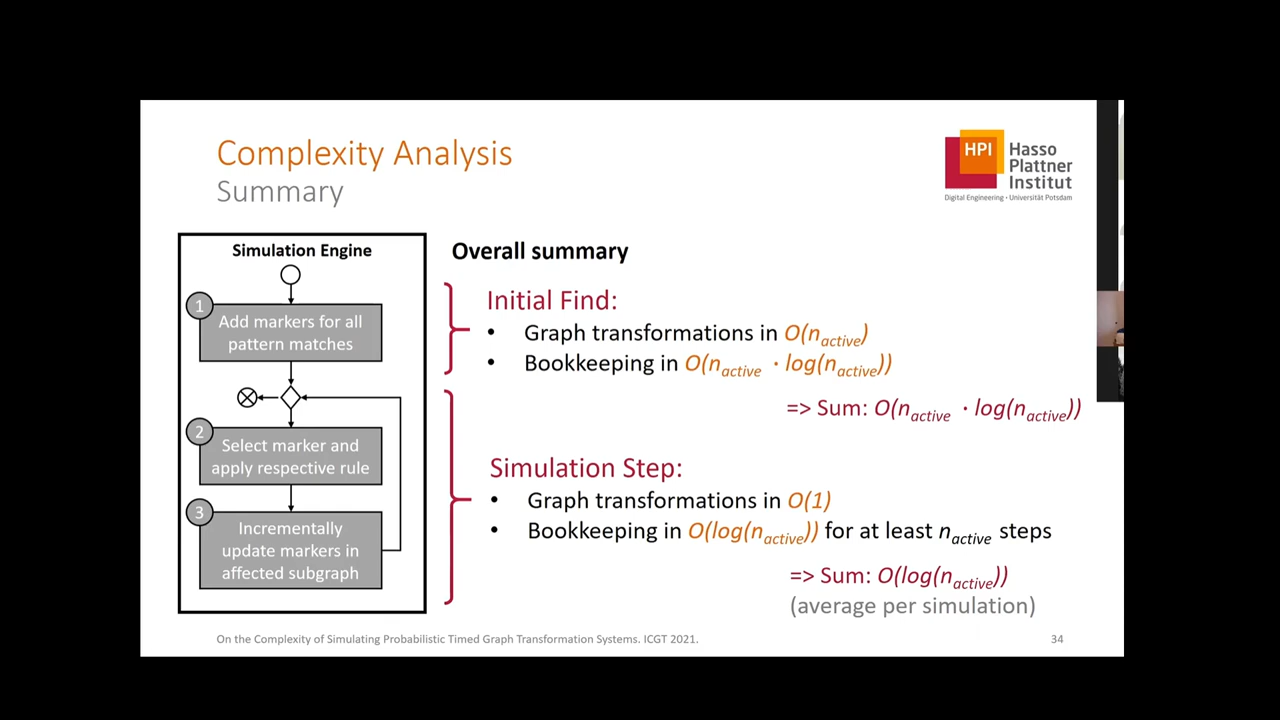 Complexity Analysis
Summary
HPI
Hasso
Plattner
Institut
Digital Engineering • Universität Potsdam
Simulation Engine
1
Add markers for all
pattern matches
2
Select marker and
apply respective rule
3
Incrementally
update markers in
affected subgraph
Overall summary
Initial Find:
• Graph transformations in O(n_active)
• Bookkeeping in O(n_active · log(n_active))
=> Sum: O(n_active · log(n_active))
Simulation Step:
• Graph transformations in O(1)
• Bookkeeping in O(log(n_active)) for at least n_active steps
=> Sum: O(log(n_active))
(average per simulation)
On the Complexity of Simulating Probabilistic Timed Graph Transformation Systems. ICGT 2021.
34